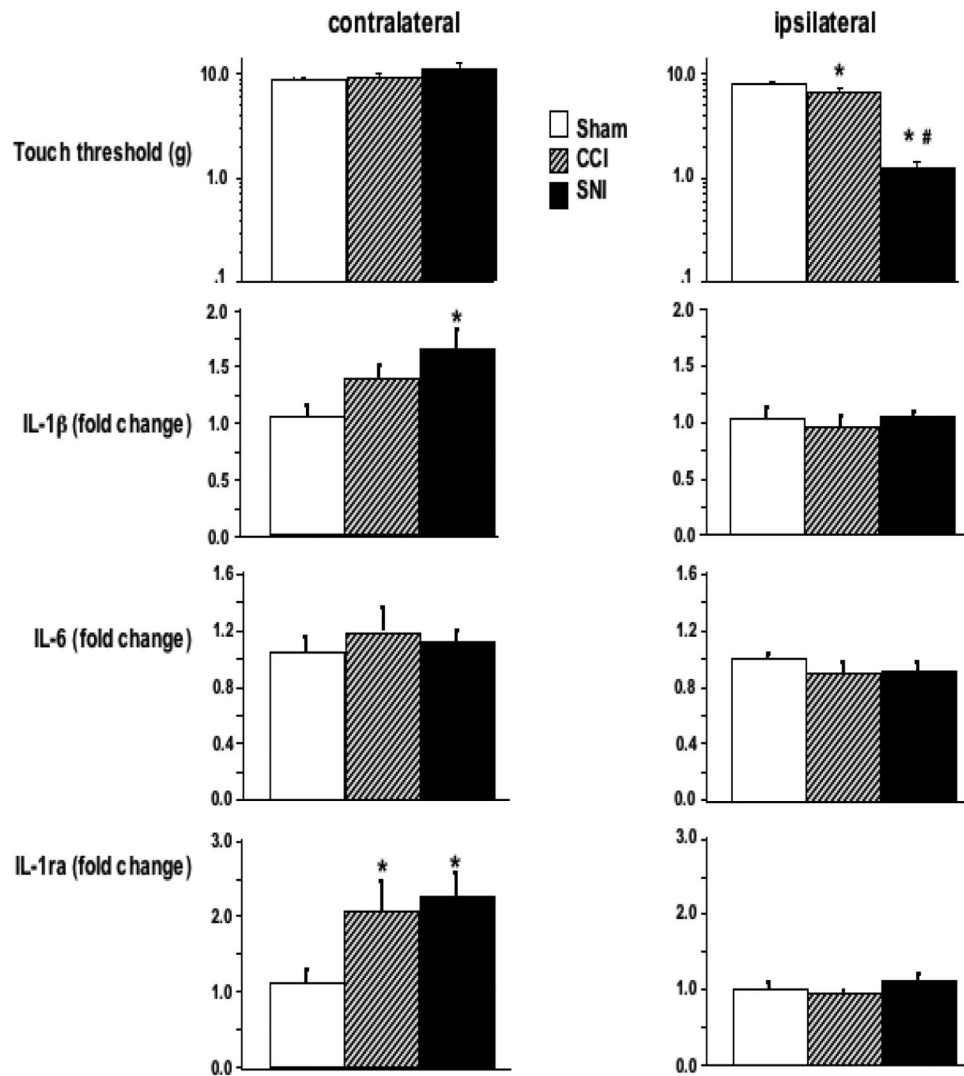 contralateral ipsilateral
10.0 10.0 *
Sham
* #
Touch threshold (g) CCI
1.0 SNI 1.0
.1 .1
2.0 * 2.0
1.5 1.5
IL-1β (fold change) 1.0 1.0
0.5 0.5
0.0 0.0
1.6 1.6
IL-6 (fold change) 1.2 1.2
0.8 0.8
0.4 0.4
0.0 0.0
3.0 3.0
IL-1ra (fold change) * *
2.0 2.0
1.0 1.0
0.0 0.0